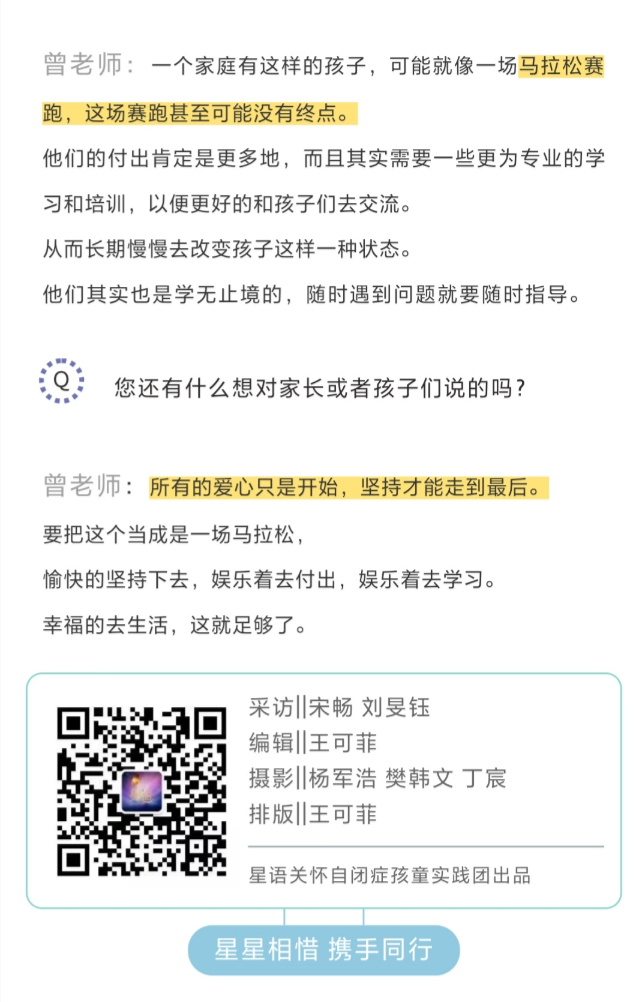 曾老师：一个家庭有这样的孩子，可能就像一场马拉松赛
跑，这场赛跑甚至可能没有终点。
他们的付出肯定是更多地，而且其实需要一些更为专业的学
习和培训，以便更好的和孩子们去交流。
从而长期慢慢去改变孩子这样一种状态。
他们其实也是学无止境的，随时遇到问题就要随时指导。
Q 您还有什么想对家长或者孩子们说的吗？
曾老师：所有的爱心只是开始，坚持才能走到最后。
要把这个当成是一场马拉松，
愉快的坚持下去，娱乐着去付出，娱乐着去学习。
幸福的去生活，这就足够了。
采访||宋畅 刘旻钰
编辑||王可菲
摄影||杨军浩 樊韩文 丁宸
排版||王可菲
星语关怀自闭症孩童实践团出品
星星相惜 携手同行